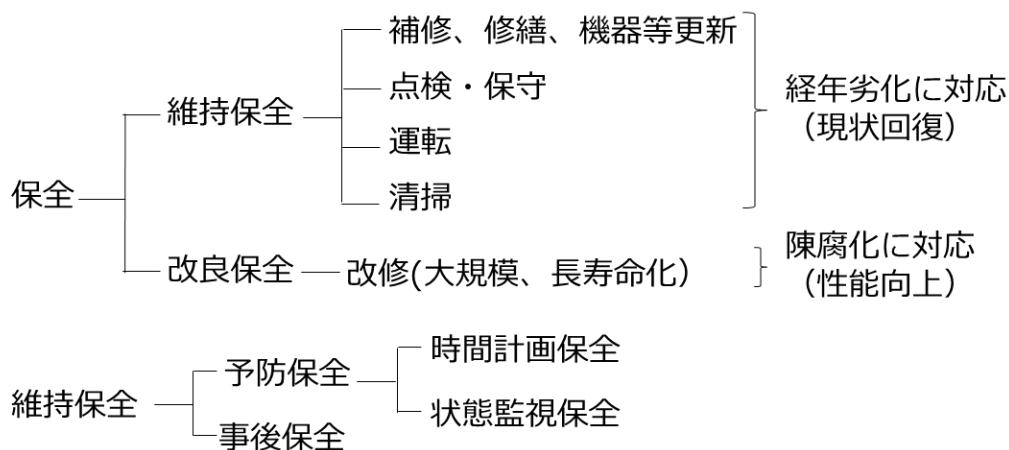 補修、修繕、機器等更新
点検・保守
経年劣化に対応
維持保全
（現状回復）
運転
保全
清掃
陳腐化に対応
改良保全
改修(大規模、長寿命化）
（性能向上）
時間計画保全
予防保全
維持保全
状態監視保全
事後保全